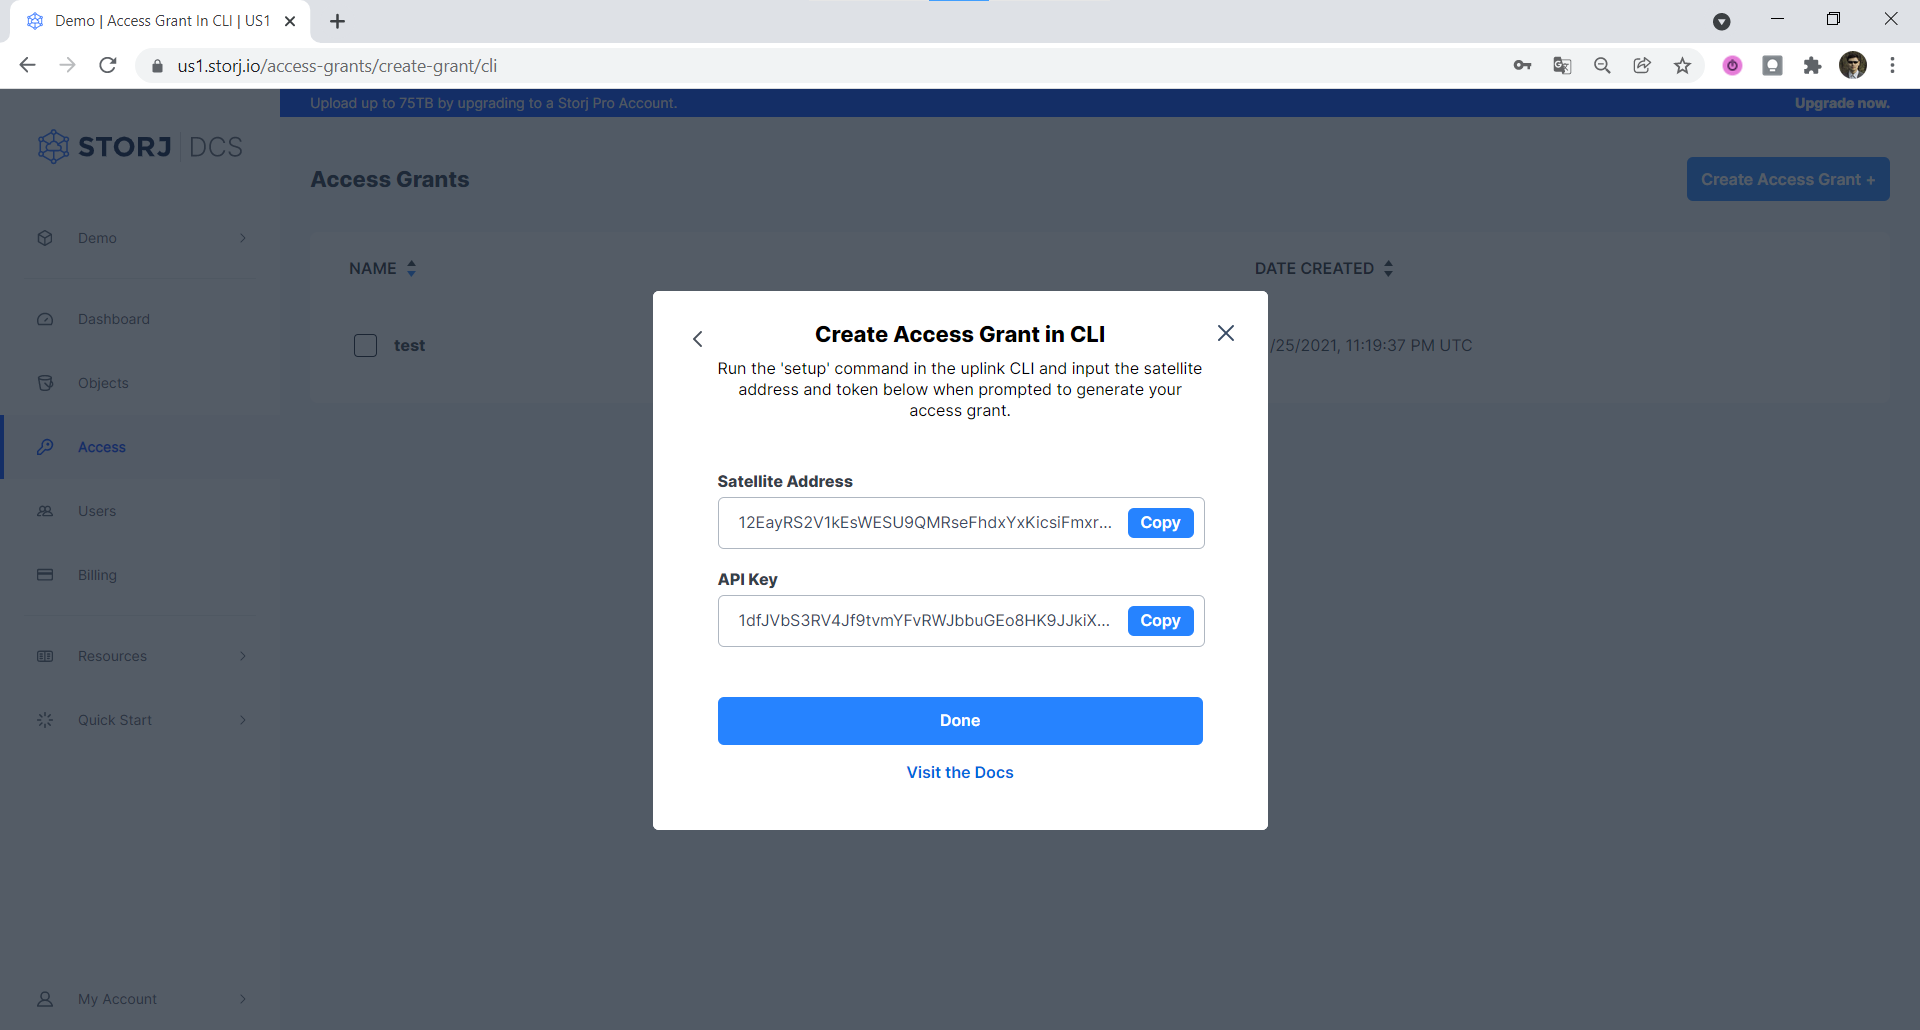 Demo | Access Grant In CLI | US1
us1.storj.io/access-grants/create-grant/cli
Upload up to 75TB by upgrading to a Storj Pro Account.
Upgrade now.
STORJ | DCS
Access Grants
Create Access Grant +
Demo
NAME
DATE CREATED
Dashboard
test
/25/2021, 11:19:37 PM UTC
Objects
Access
Users
Billing
Resources
Quick Start
My Account
Create Access Grant in CLI
Run the 'setup' command in the uplink CLI and input the satellite
address and token below when prompted to generate your
access grant.
Satellite Address
12EayRS2V1kEsWESU9QMRseFhdxYxKicsiFmxr...
Copy
API Key
1dfJVbS3RV4Jf9tvmYFvRWJbbuGEo8HK9JJkiX...
Copy
Done
Visit the Docs